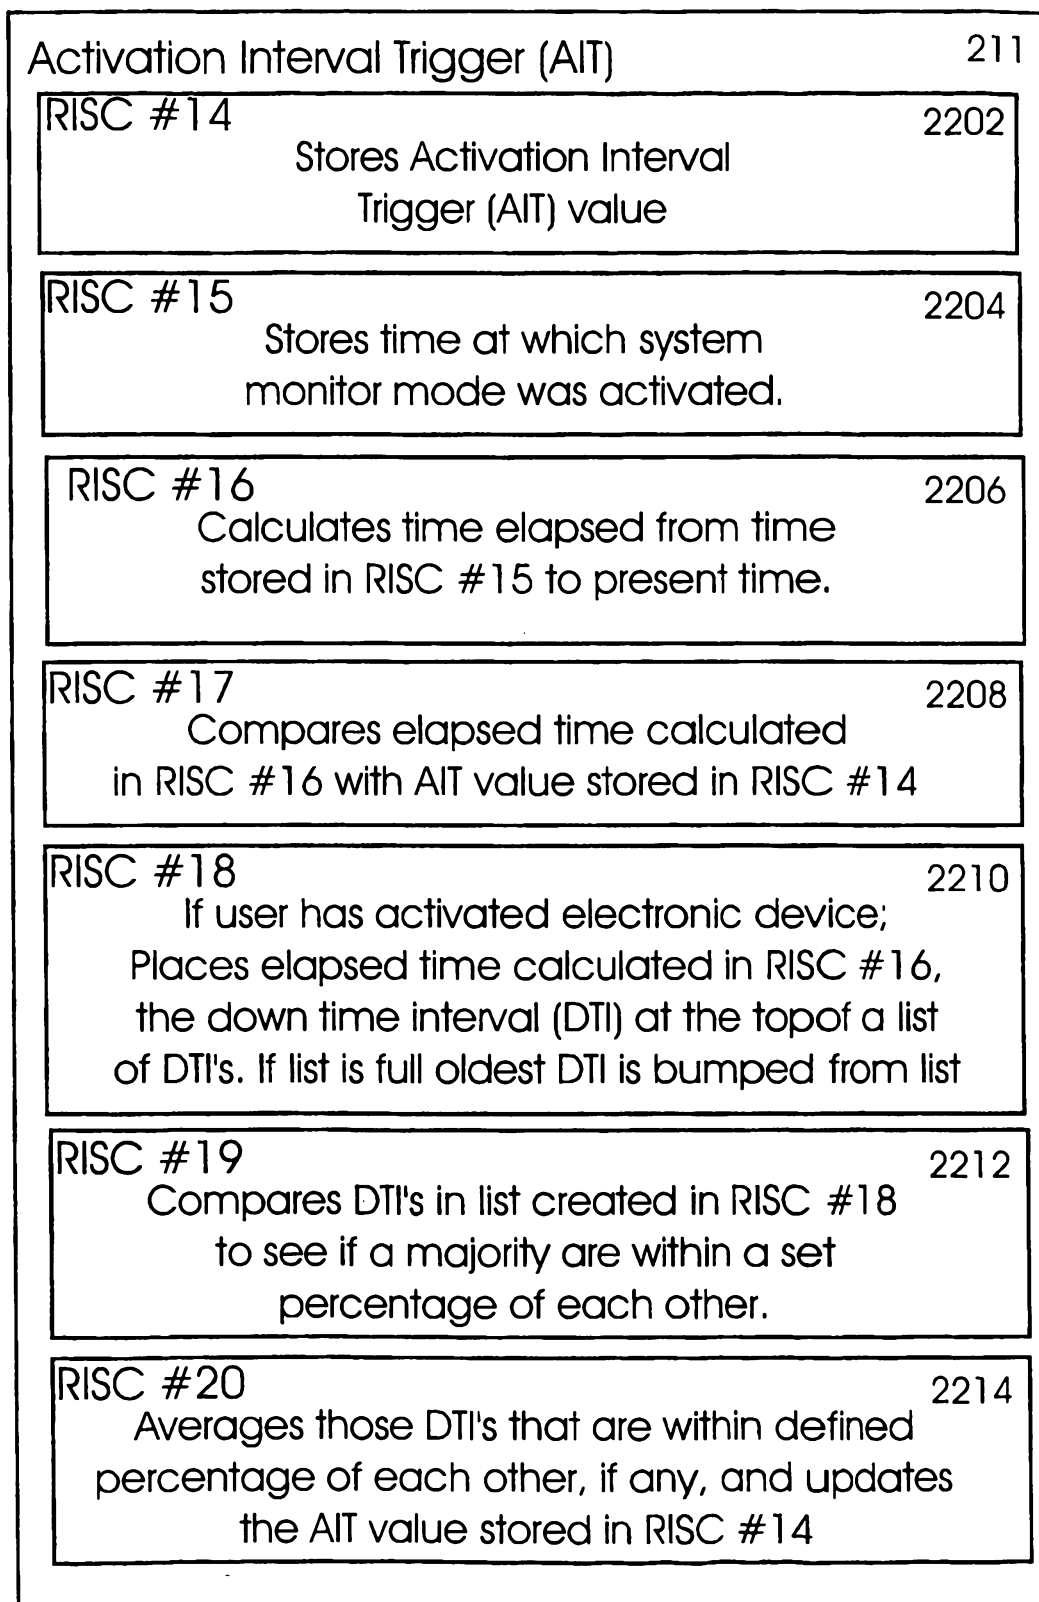 Activation Interval Trigger (AIT) 211
RISC #14 2202
Stores Activation Interval
Trigger (AIT) value
RISC #15 2204
Stores time at which system
monitor mode was activated.
RISC #16 2206
Calculates time elapsed from time
stored in RISC #15 to present time.
RISC #17 2208
Compares elapsed time calculated
in RISC #16 with AIT value stored in RISC #14
RISC #18 2210
If user has activated electronic device;
Places elapsed time calculated in RISC #16,
the down time interval (DTI) at the topof a list
of DTI's. If list is full oldest DTI is bumped from list
RISC #19 2212
Compares DTI's in list created in RISC #18
to see if a majority are within a set
percentage of each other.
RISC #20 2214
Averages those DTI's that are within defined
percentage of each other, if any, and updates
the AIT value stored in RISC #14